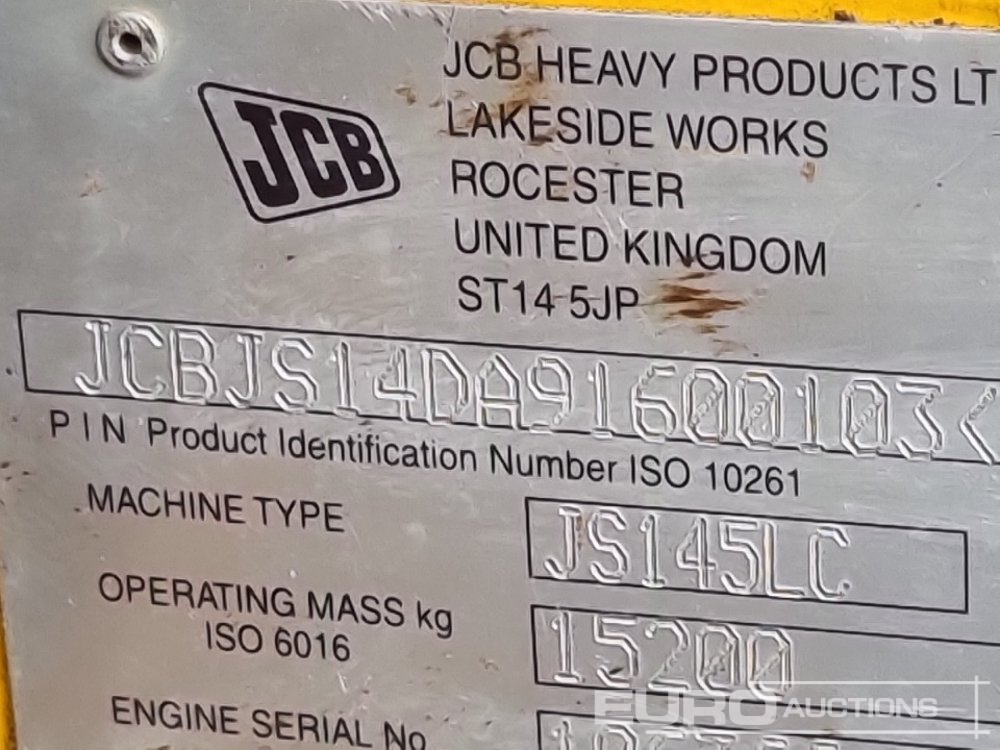 JCB
JCB HEAVY PRODUCTS LT
LAKESIDE WORKS
ROCESTER
UNITED KINGDOM
ST14 5JP
JCBJS14DA91600103
PIN Product Identification Number ISO 10261
MACHINE TYPE
JS145LC
OPERATING MASS kg
15200
ISO 6016
ENGINE SERIAL No
EURO AUCTIONS